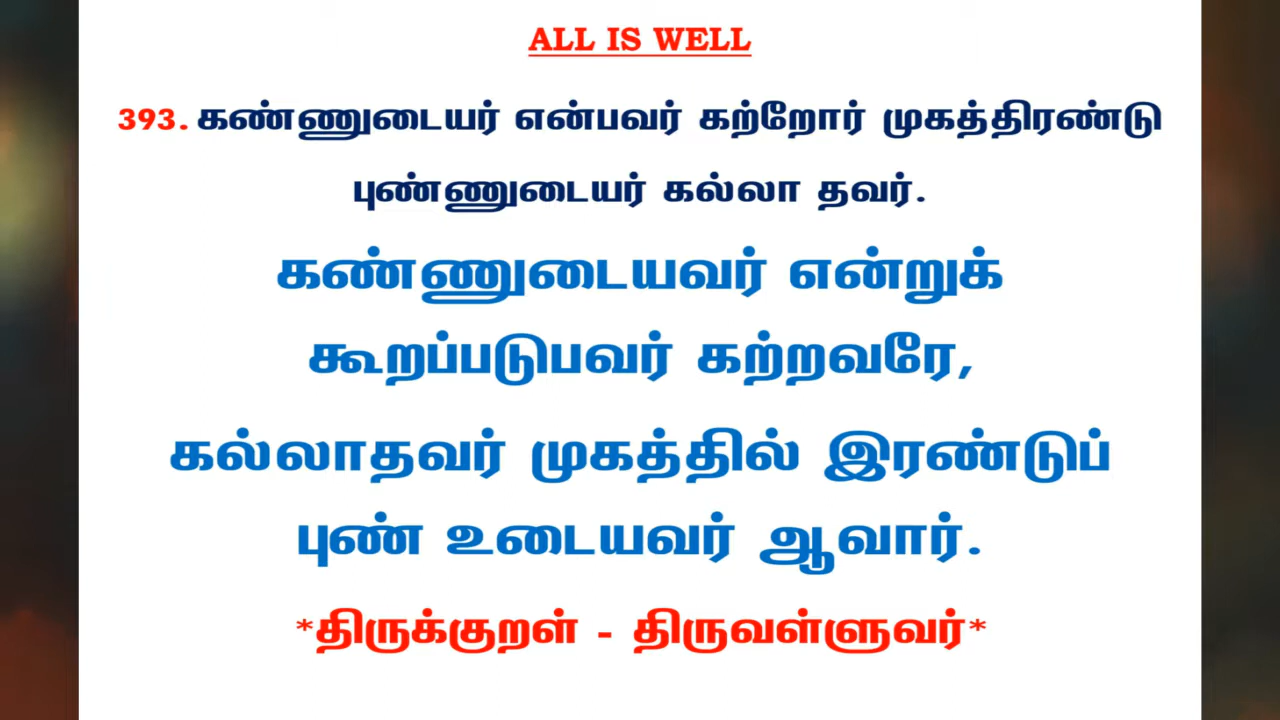 ALL IS WELL
393. கண்ணுடையர் என்பவர் கற்றோர் முகத்திரண்டு
புண்ணுடையர் கல்லா தவர்.
கண்ணுடையவர் என்றுக்
கூறப்படுபவர் கற்றவரே,
கல்லாதவர் முகத்தில் இரண்டுப்
புண் உடையவர் ஆவார்.
*திருக்குறள் - திருவள்ளுவர்*